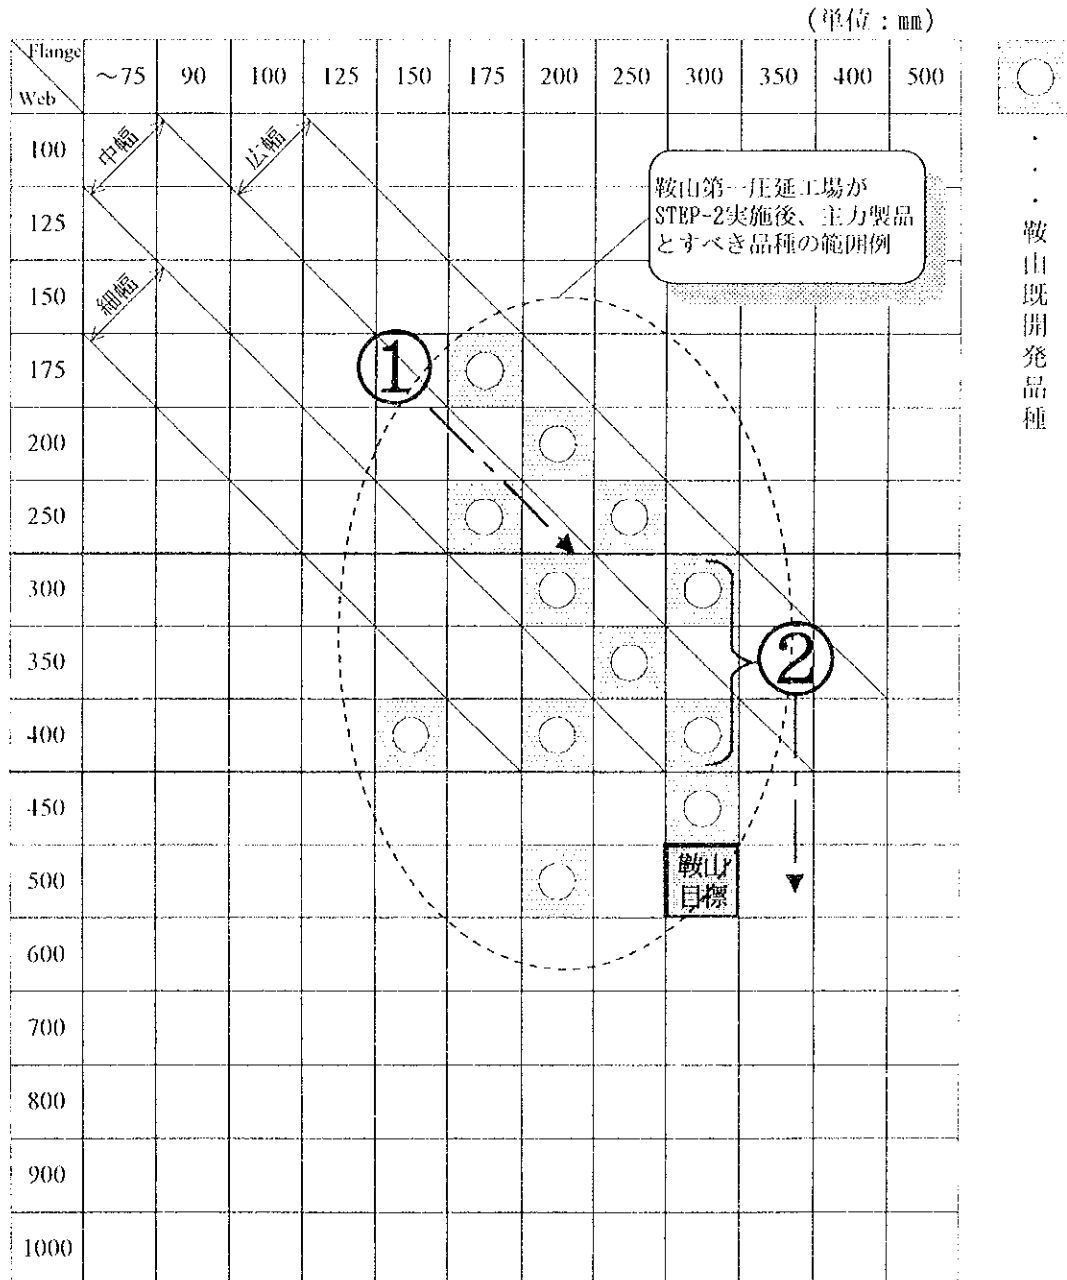 (単位：mm)
Flange
Web
～75 90 100 125 150 175 200 250 300 350 400 500
100
125
150
175
200
250
300
350
400
450
500
600
700
800
900
1000
中幅
広幅
細幅
鞍山第一圧延工場が
STEP-2実施後、主力製品
とすべき品種の範囲例
①
②
鞍山
目標
・・・鞍山既開発品種